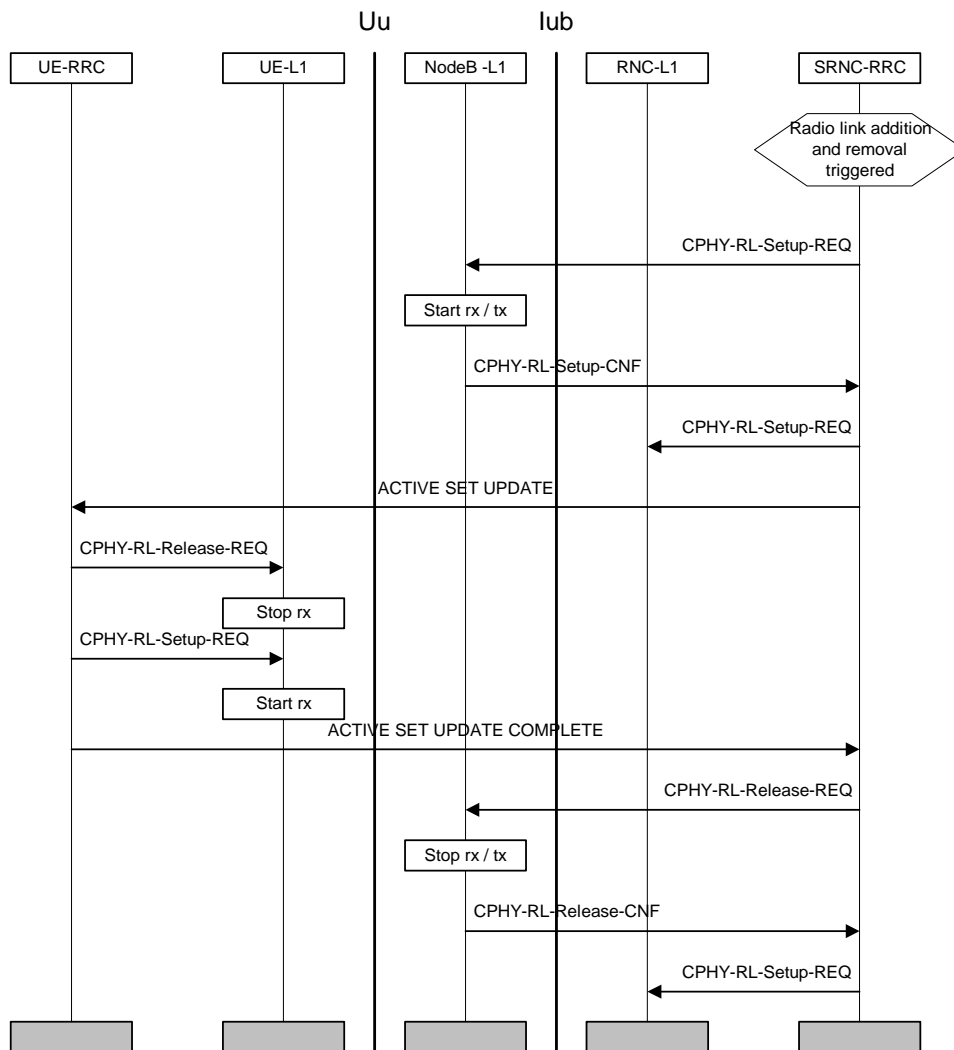 Uu
Iub
UE-RRC
UE-L1
NodeB -L1
RNC-L1
SRNC-RRC
Radio link addition
and removal
triggered
CPHY-RL-Setup-REQ
Start rx / tx
CPHY-RL-Setup-CNF
CPHY-RL-Setup-REQ
ACTIVE SET UPDATE
CPHY-RL-Release-REQ
Stop rx
CPHY-RL-Setup-REQ
Start rx
ACTIVE SET UPDATE COMPLETE
CPHY-RL-Release-REQ
Stop rx / tx
CPHY-RL-Release-CNF
CPHY-RL-Setup-REQ